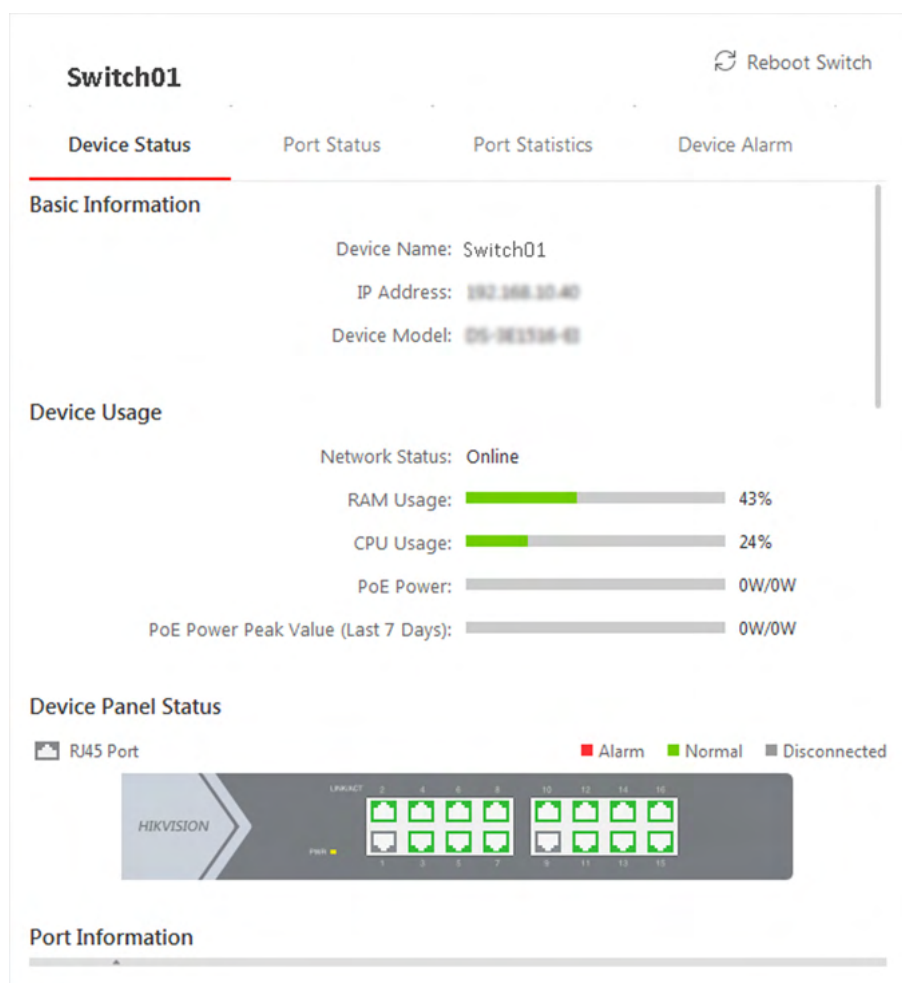 Switch01
Reboot Switch
Device Status Port Status Port Statistics Device Alarm
Basic Information
Device Name: Switch01
IP Address:
Device Model:
Device Usage
Network Status: Online
RAM Usage: 43%
CPU Usage: 24%
PoE Power: 0W/0W
PoE Power Peak Value (Last 7 Days): 0W/0W
Device Panel Status
RJ45 Port Alarm Normal Disconnected
LINK/ACT 2 4 6 8 10 12 14 16
HIKVISION
PWR
1 3 5 7 9 11 13 15
Port Information